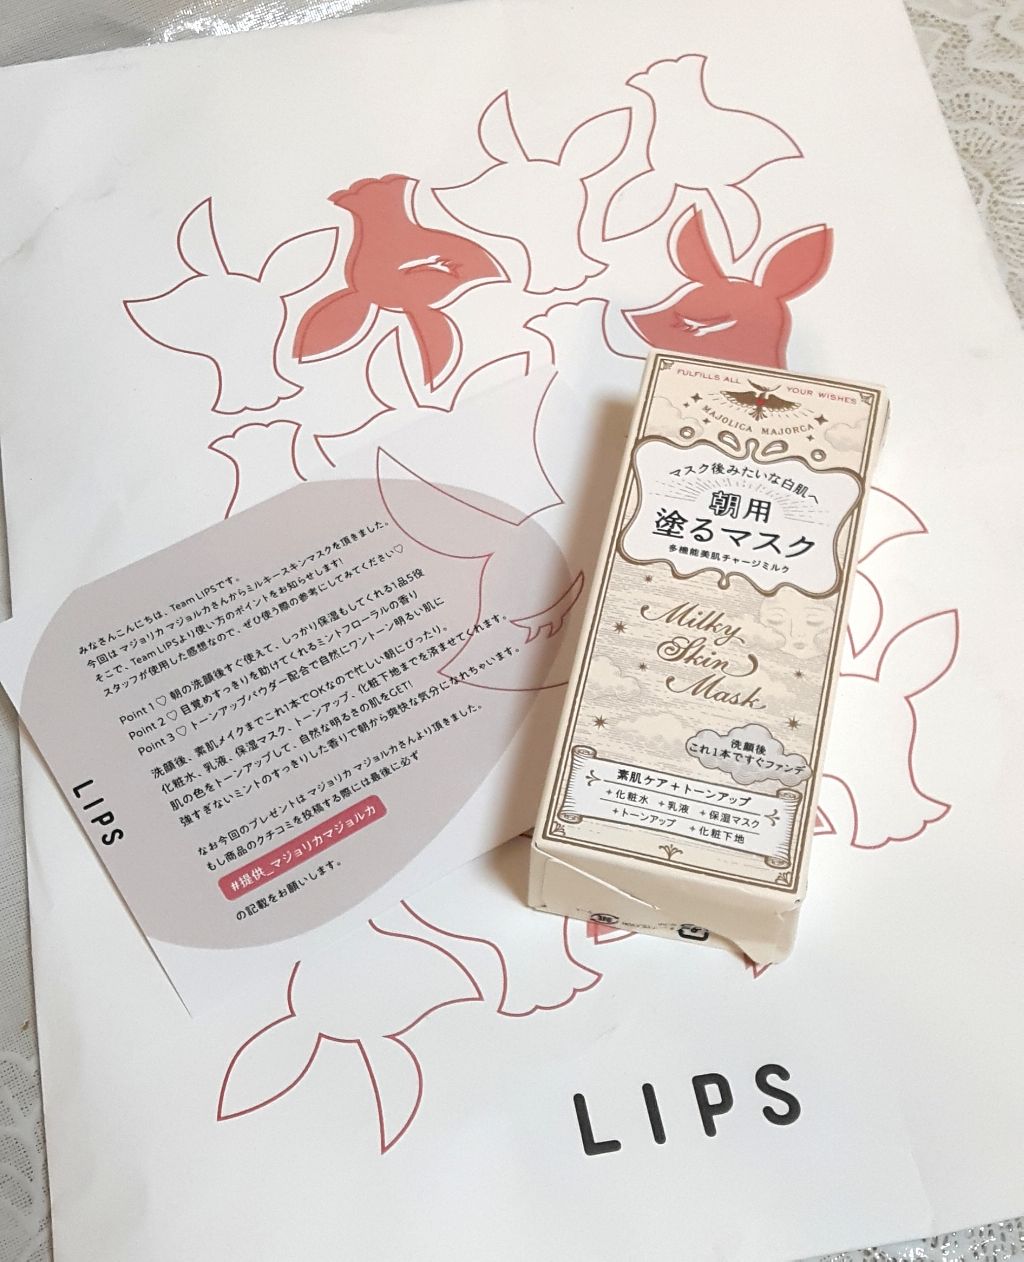 みなさんこんにちは、Team LIPSです。
今回は マジョリカ マジョルカさんからミルキースキンマスクを頂きました。
そこで、Team LIPSより使い方のポイントをお知らせします!
スタッフが使用した感想なので、ぜひ使う際の参考にしてみてください♡
Point 1 ♡ 朝の洗顔後すぐ使えて、しっかり保湿もしてくれる1品5役
Point 2 ♡ 目覚めすっきりを助けてくれるミントフローラルの香り
Point 3 ♡ トーンアップパウダー配合で自然にワントーン明るい肌に
洗顔後、素肌メイクまでこれ1本でOKなので忙しい朝にぴったり。
化粧水、乳液、保湿マスク、トーンアップ、化粧下地までを済ませてくれます。
肌の色をトーンアップして、自然な明るさの肌をGET!
強すぎないミントのすっきりした香りで朝から爽快な気分になれちゃいます。
なお今回のプレゼントは マジョリカ マジョルカさんより頂きました。
もし商品のクチコミを投稿する際には最後に必ず
#提供_マジョリカマジョルカ
の記載をお願いします。
LIPS
FULFILLS ALL YOUR WISHES
MAJOLICA MAJORCA
マスク後みたいな白肌へ
朝用
塗るマスク
多機能美肌チャージミルク
Milky
Skin
Mask
洗顔後
これ1本ですぐファンデ
素肌ケア+トーンアップ
+化粧水 +乳液 +保湿マスク
+トーンアップ +化粧下地
LIPS